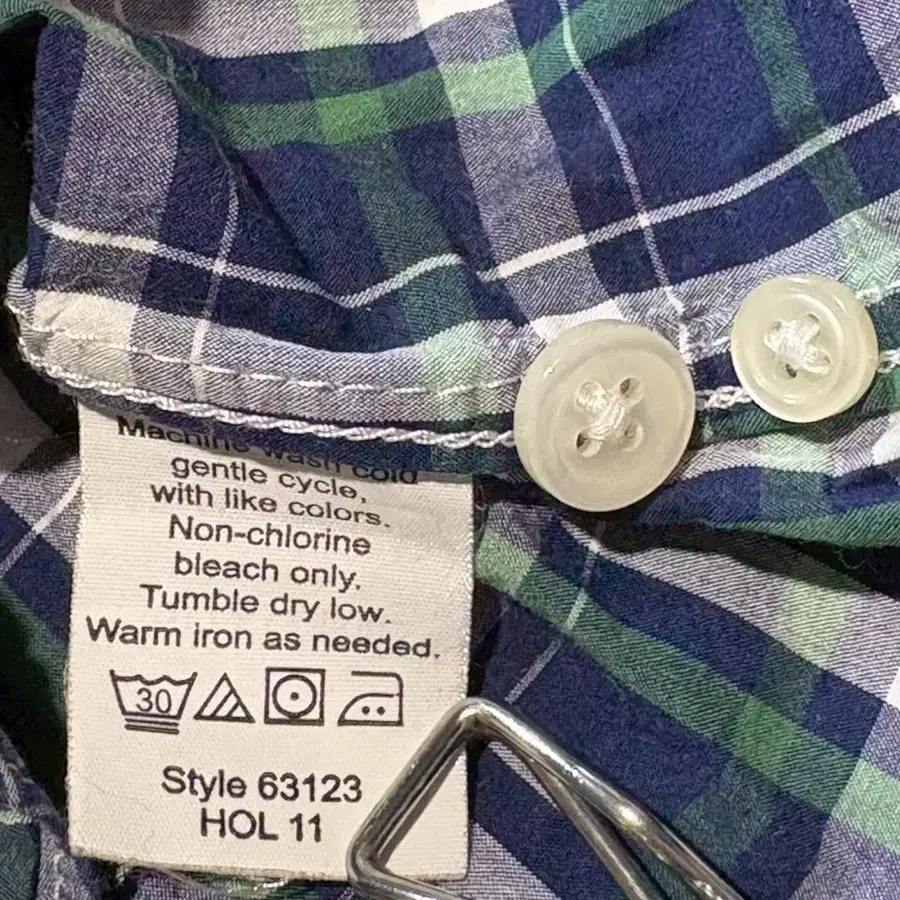 Machine wash cold
gentle cycle,
with like colors.
Non-chlorine
bleach only.
Tumble dry low.
Warm iron as needed.
30
Style 63123
HOL 11